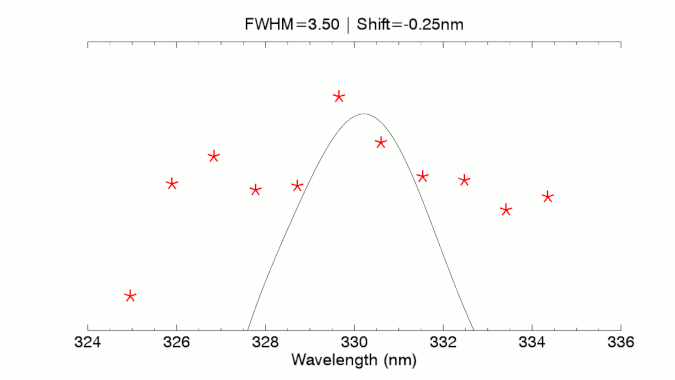 FWHM=3.50 | Shift=-0.25nm
324 326 328 330 332 334 336
Wavelength (nm)